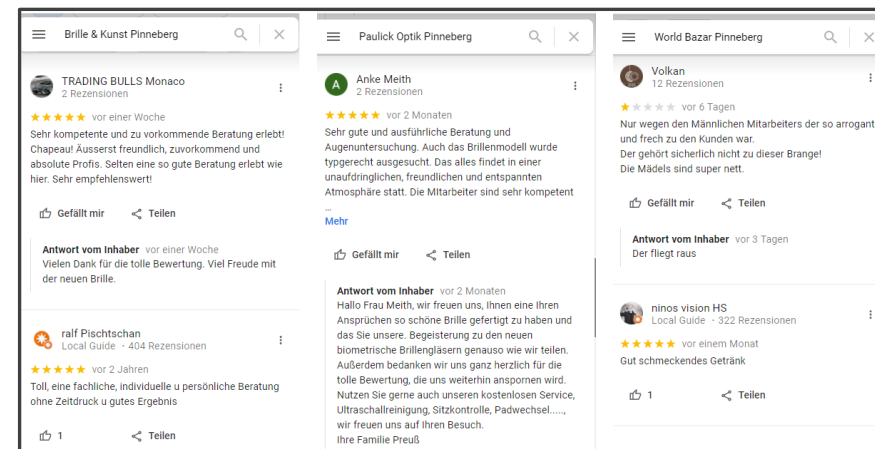 Brille & Kunst Pinneberg
TRADING BULLS Monaco
2 Rezensionen
vor einer Woche
Sehr kompetente und zu vorkommende Beratung erlebt!
Chapeau! Äusserst freundlich, zuvorkommend und
absolute Profis. Selten eine so gute Beratung erlebt wie
hier. Sehr empfehlenswert!
Gefällt mir
Teilen
Antwort vom Inhaber vor einer Woche
Vielen Dank für die tolle Bewertung. Viel Freude mit
der neuen Brille.
ralf Pischtschan
Local Guide · 404 Rezensionen
vor 2 Jahren
Toll, eine fachliche, individuelle u persönliche Beratung
ohne Zeitdruck u gutes Ergebnis
1
Teilen
Paulick Optik Pinneberg
A
Anke Meith
2 Rezensionen
vor 2 Monaten
Sehr gute und ausführliche Beratung und
Augenuntersuchung. Auch das Brillenmodell wurde
typgerecht ausgesucht. Das alles findet in einer
unaufdringlichen, freundlichen und entspannten
Atmosphäre statt. Die MItarbeiter sind sehr kompetent
...
Mehr
Gefällt mir
Teilen
Antwort vom Inhaber vor 2 Monaten
Hallo Frau Meith, wir freuen uns, Ihnen eine Ihren
Ansprüchen so schöne Brille gefertigt zu haben und
das Sie unsere. Begeisterung zu den neuen
biometrische Brillengläsern genauso wie wir teilen.
Außerdem bedanken wir uns ganz herzlich für die
tolle Bewertung, die uns weiterhin anspornen wird.
Nutzen Sie gerne auch unseren kostenlosen Service,
Ultraschallreinigung, Sitzkontrolle, Padwechsel.....,
wir freuen uns auf Ihren Besuch.
Ihre Familie Preuß
World Bazar Pinneberg
Volkan
12 Rezensionen
vor 6 Tagen
Nur wegen den Männlichen Mitarbeiters der so arrogant
und frech zu den Kunden war.
Der gehört sicherlich nicht zu dieser Brange!
Die Mädels sind super nett.
Gefällt mir
Teilen
Antwort vom Inhaber vor 3 Tagen
Der fliegt raus
ninos vision HS
Local Guide · 322 Rezensionen
vor einem Monat
Gut schmeckendes Getränk
1
Teilen